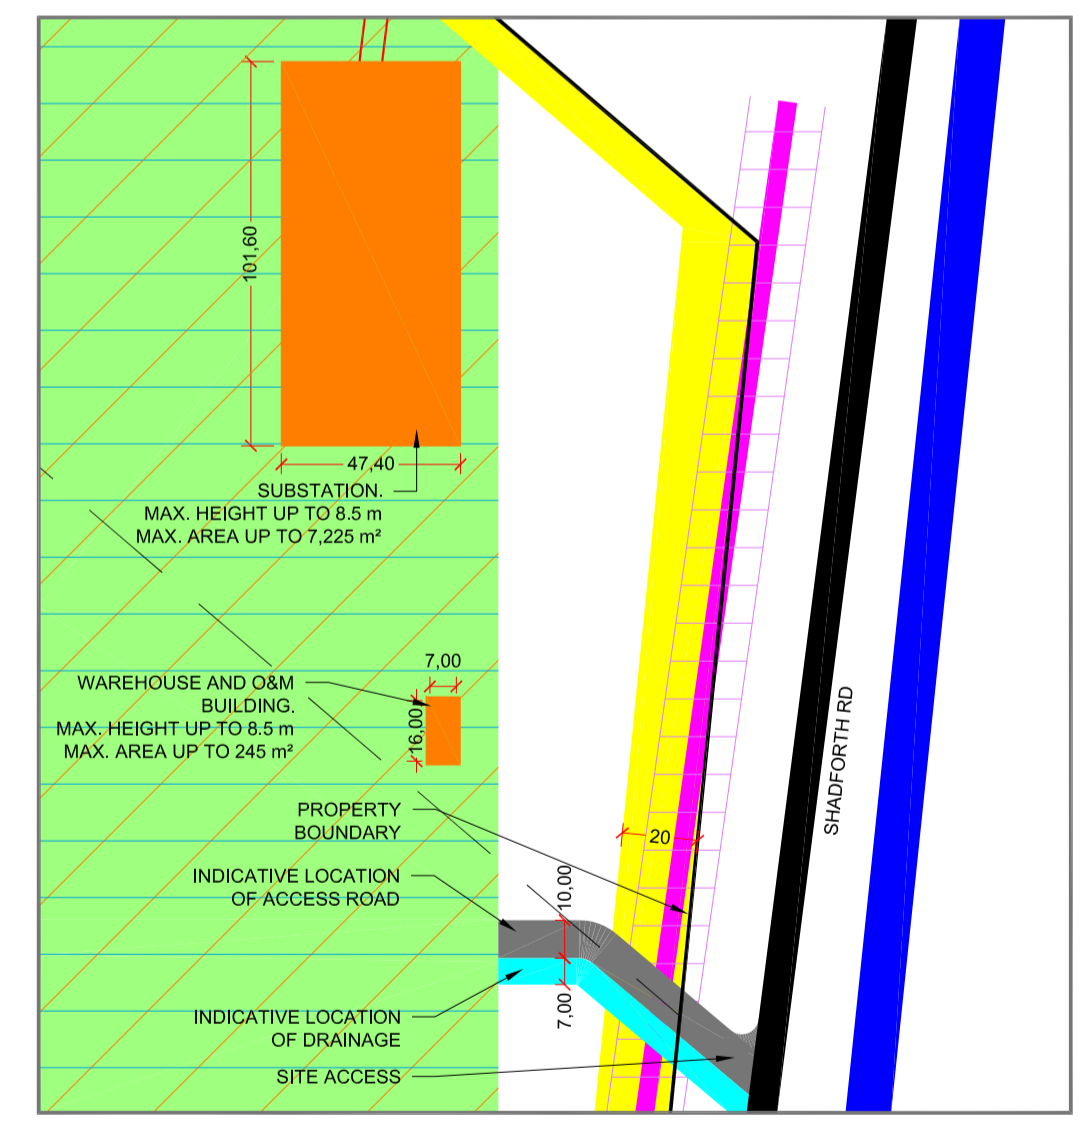 101,60
47,40
SUBSTATION.
MAX. HEIGHT UP TO 8.5 m
MAX. AREA UP TO 7,225 m²
7,00
WAREHOUSE AND O&M
BUILDING.
MAX. HEIGHT UP TO 8.5 m
MAX. AREA UP TO 245 m²
16,00
SHADFORTH RD
PROPERTY
BOUNDARY
20
INDICATIVE LOCATION
OF ACCESS ROAD
10,00
7,00
INDICATIVE LOCATION
OF DRAINAGE
SITE ACCESS